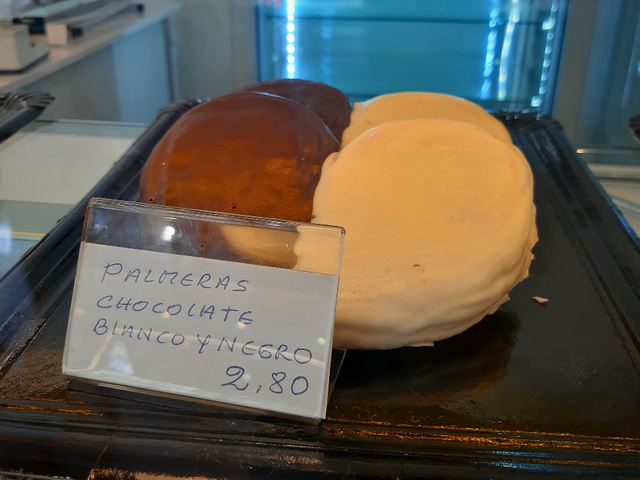 PALMERAS
CHOCOLATE
BLANCO Y NEGRO
2,80